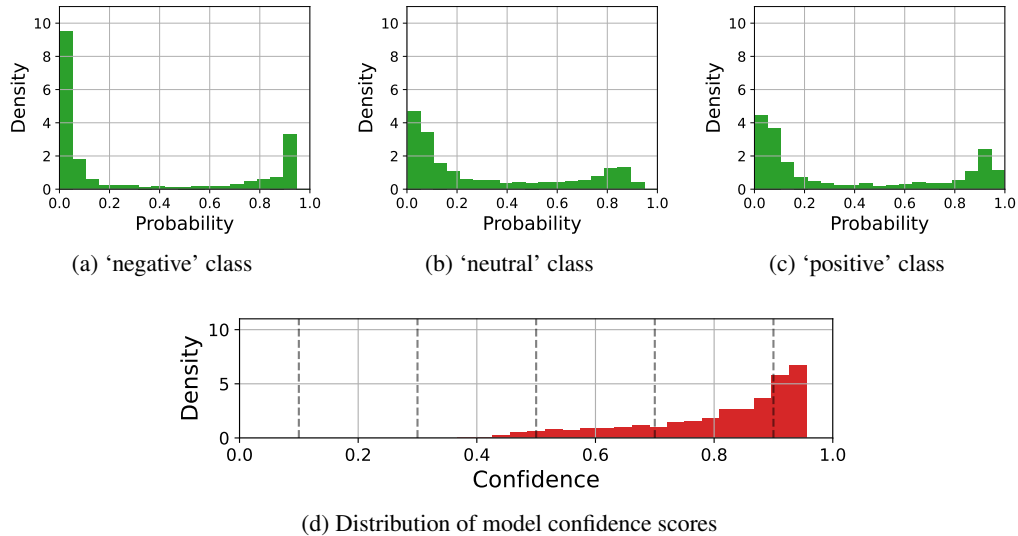 10
8
6
4
2
0
Density
0.0 0.2 0.4 0.6 0.8 1.0
Probability
(a) ‘negative’ class
10
8
6
4
2
0
Density
0.0 0.2 0.4 0.6 0.8 1.0
Probability
(b) ‘neutral’ class
10
8
6
4
2
0
Density
0.0 0.2 0.4 0.6 0.8 1.0
Probability
(c) ‘positive’ class
10
5
0
Density
0.0 0.2 0.4 0.6 0.8 1.0
Confidence
(d) Distribution of model confidence scores